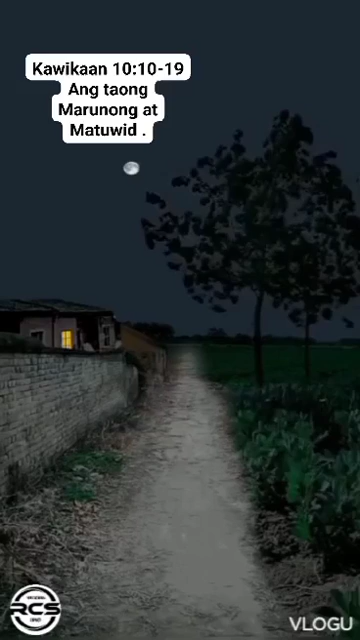 Kawikaan 10:10-19
Ang taong
Marunong at
Matuwid .
RCS
VLOGU